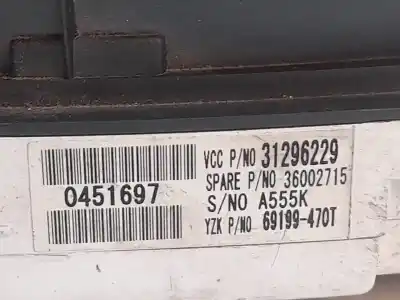 0451697
VCC P/NO 31296229
SPARE P/NO 36002715
S/NO A555K
YZK P/NO 69199-470T